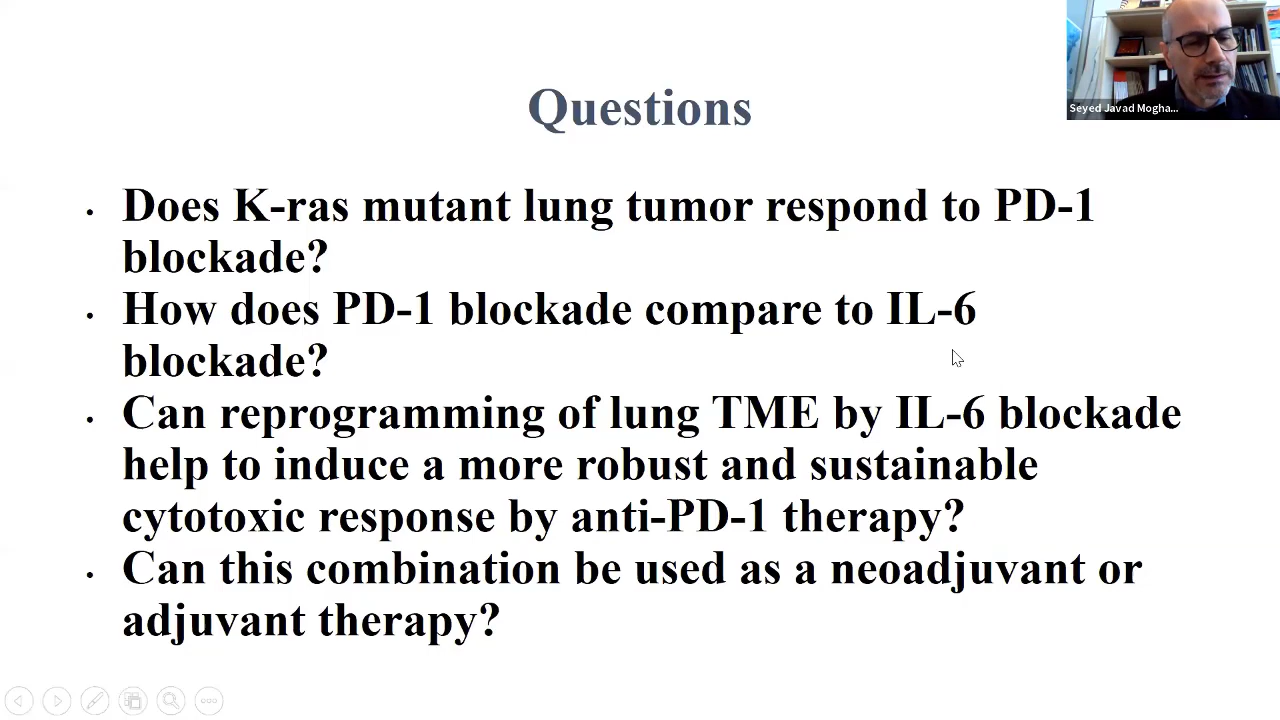 Seyed Javad Mogha...
Questions
• Does K-ras mutant lung tumor respond to PD-1
blockade?
• How does PD-1 blockade compare to IL-6
blockade?
• Can reprogramming of lung TME by IL-6 blockade
help to induce a more robust and sustainable
cytotoxic response by anti-PD-1 therapy?
• Can this combination be used as a neoadjuvant or
adjuvant therapy?